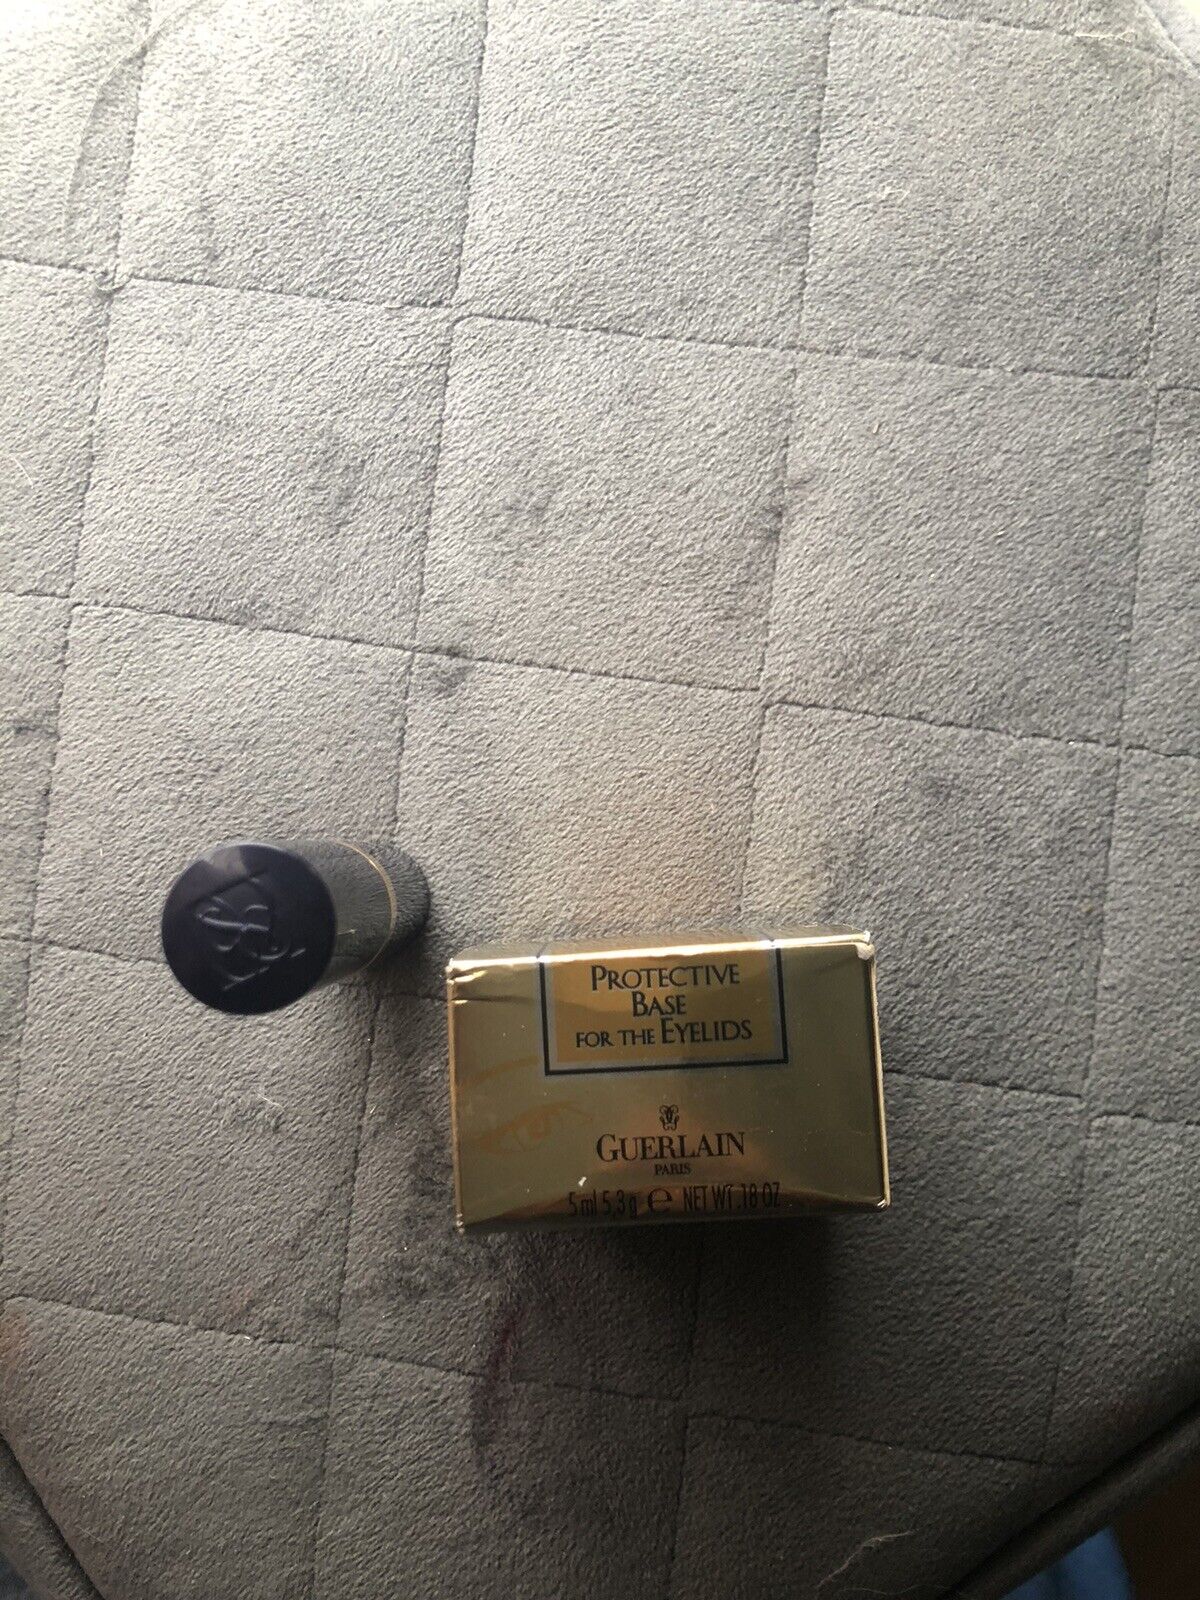 PROTECTIVE
BASE
FOR THE EYELIDS
GUERLAIN
PARIS
5 ml 5,3 g e NET WT. .18 OZ